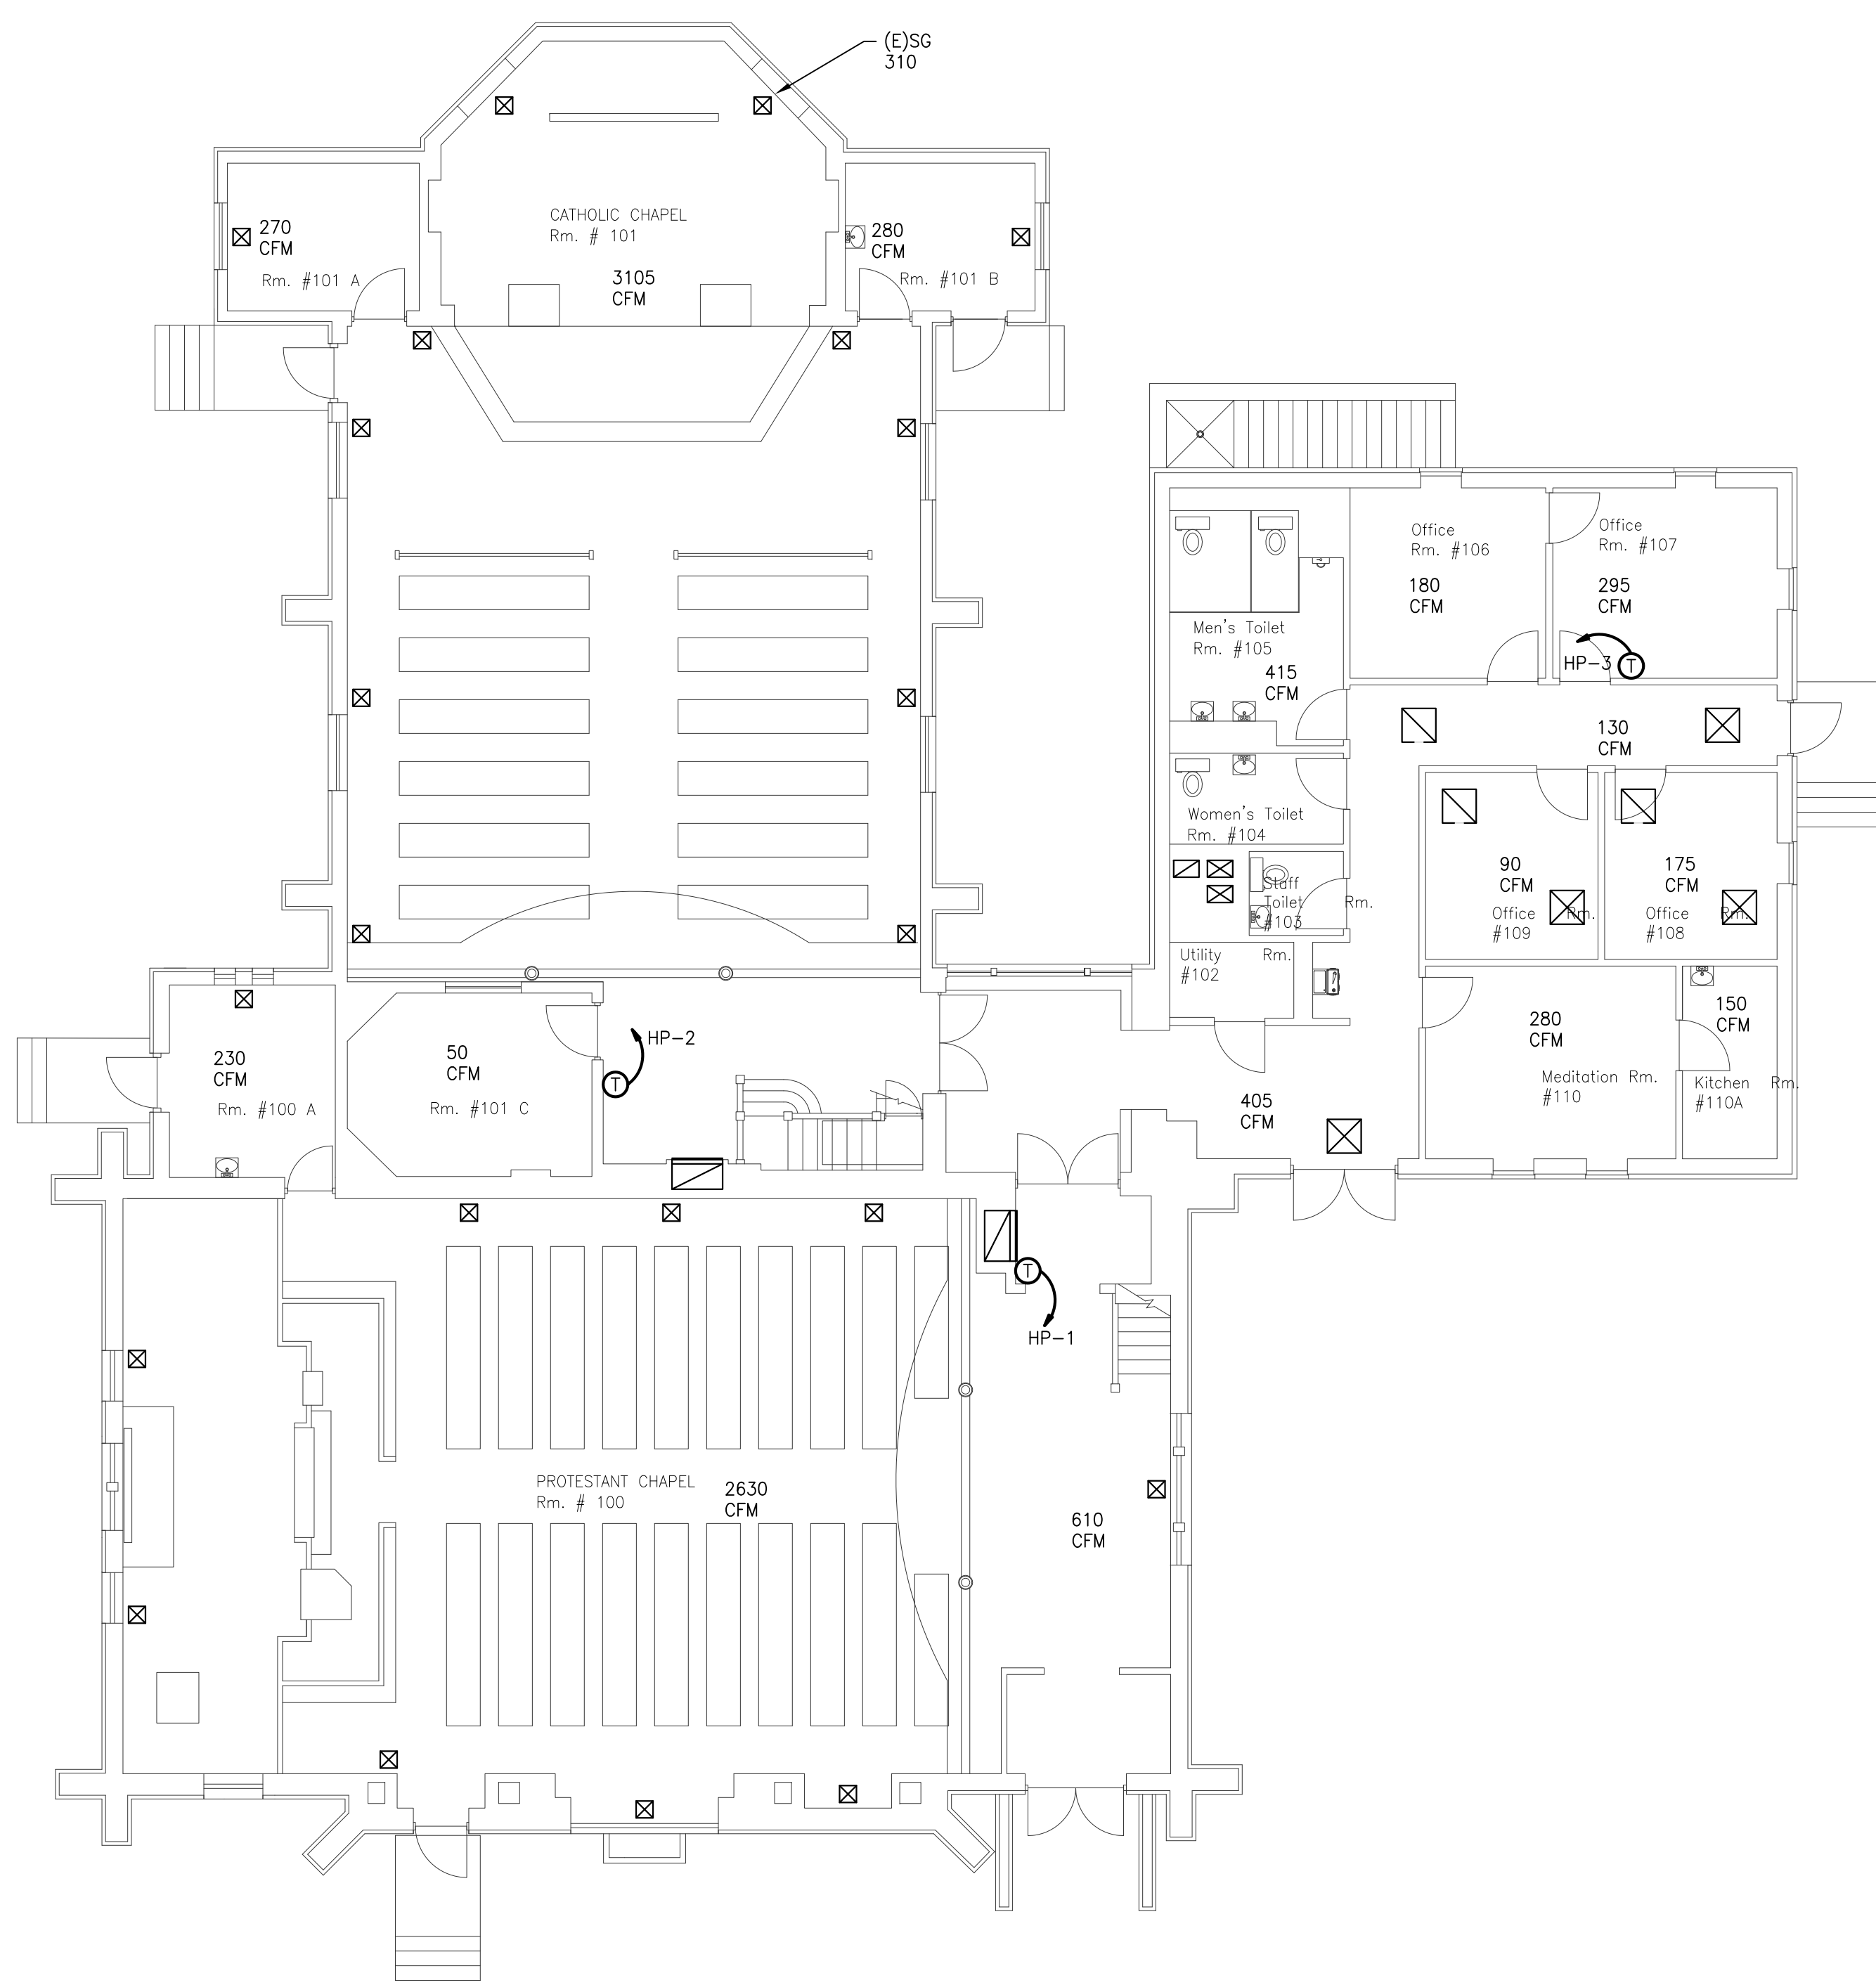 (E)SG
310
270
CFM
Rm. #101 A
CATHOLIC CHAPEL
Rm. # 101
3105
CFM
280
CFM
Rm. #101 B
Office
Rm. #106
180
CFM
Office
Rm. #107
295
CFM
HP-3
T
Men's Toilet
Rm. #105
415
CFM
130
CFM
Women's Toilet
Rm. #104
Staff
Toilet Rm.
#103
90
CFM
Office Rm.
#109
175
CFM
Office Rm.
#108
Utility Rm.
#102
280
CFM
Meditation Rm.
#110
150
CFM
Kitchen Rm.
#110A
230
CFM
Rm. #100 A
50
CFM
Rm. #101 C
HP-2
T
405
CFM
T
HP-1
PROTESTANT CHAPEL
Rm. # 100
2630
CFM
610
CFM